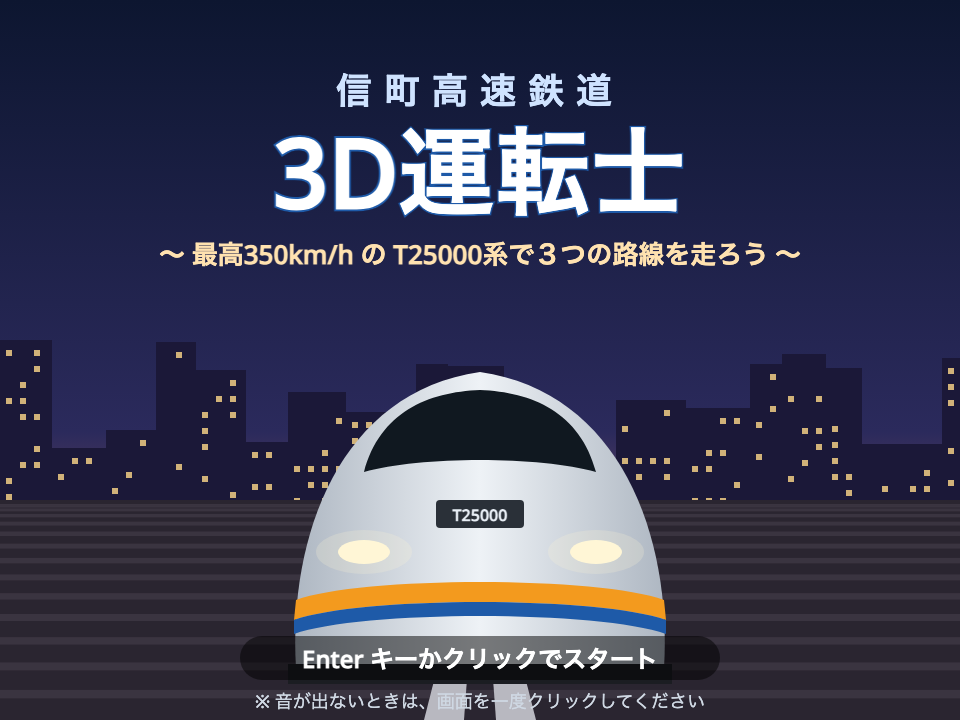 信町高速鉄道
3D運転士
〜 最高350km/h の T25000系で３つの路線を走ろう 〜
T25000
Enter キーかクリックでスタート
※ 音が出ないときは、画面を一度クリックしてください